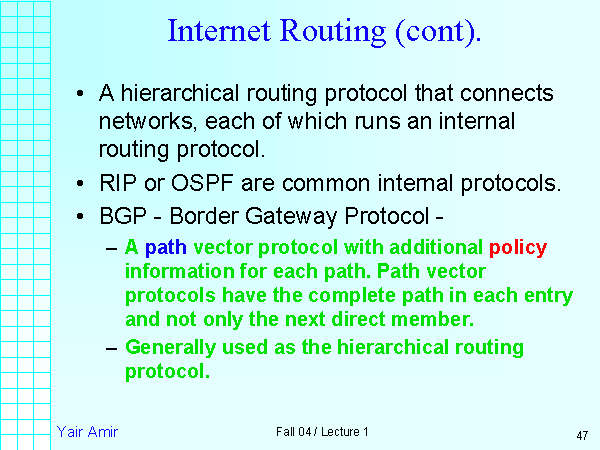 Internet Routing (cont).
• A hierarchical routing protocol that connects
networks, each of which runs an internal
routing protocol.
• RIP or OSPF are common internal protocols.
• BGP - Border Gateway Protocol -
– A path vector protocol with additional policy
information for each path. Path vector
protocols have the complete path in each entry
and not only the next direct member.
– Generally used as the hierarchical routing
protocol.
Yair Amir
Fall 04 / Lecture 1
47